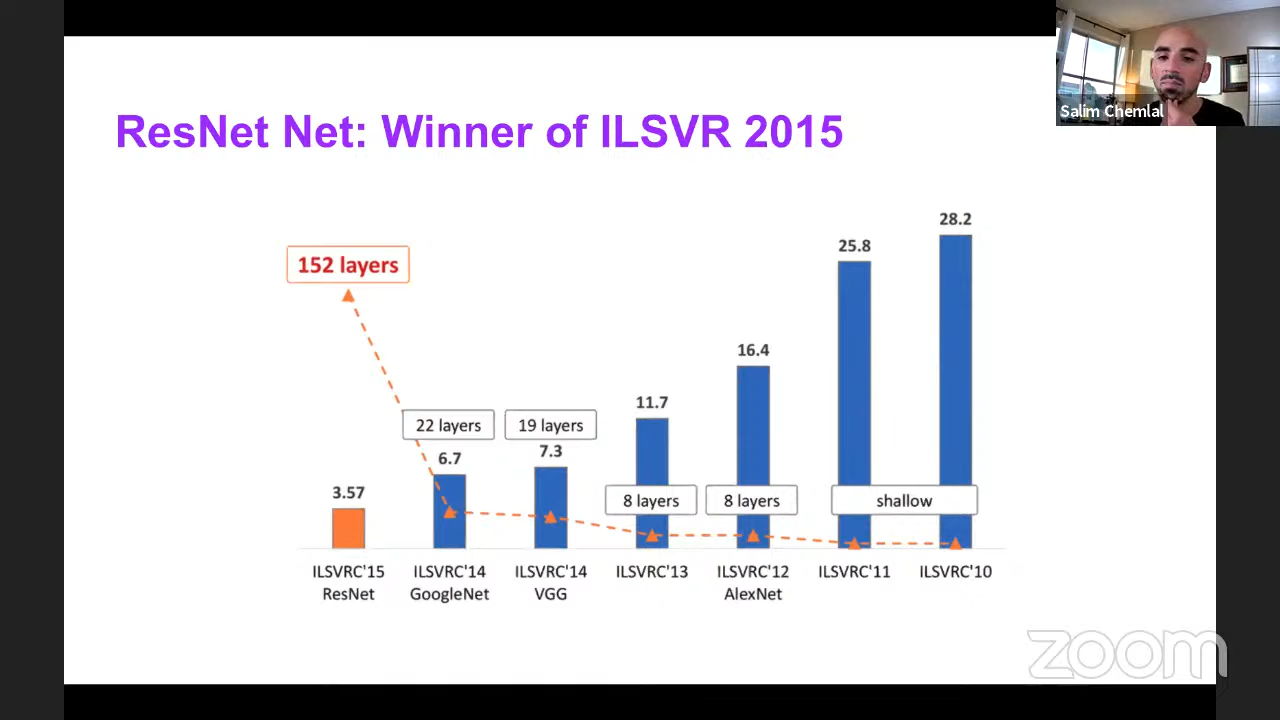 Salim Chemlal
ResNet Net: Winner of ILSVR 2015
28.2
25.8
152 layers
16.4
11.7
22 layers
19 layers
6.7
7.3
3.57
8 layers
8 layers
shallow
ILSVRC'15
ResNet
ILSVRC'14
GoogleNet
ILSVRC'14
VGG
ILSVRC'13
ILSVRC'12
AlexNet
ILSVRC'11
ILSVRC'10
zoom